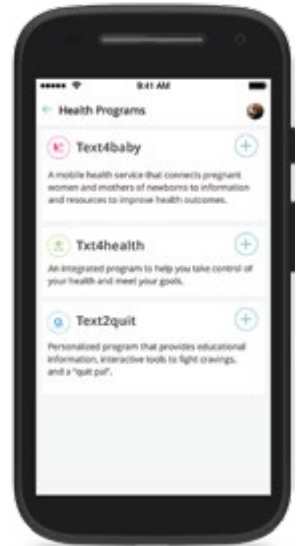 9:41 AM
Health Programs
Text4baby
A mobile health service that connects pregnant
women and mothers of newborns to information
and resources to improve health outcomes.
Txt4health
An integrated program to help you take control of
your health and meet your goals.
Text2quit
Personalized program that provides educational
information, interactive tools to fight cravings,
and a "quit pal".